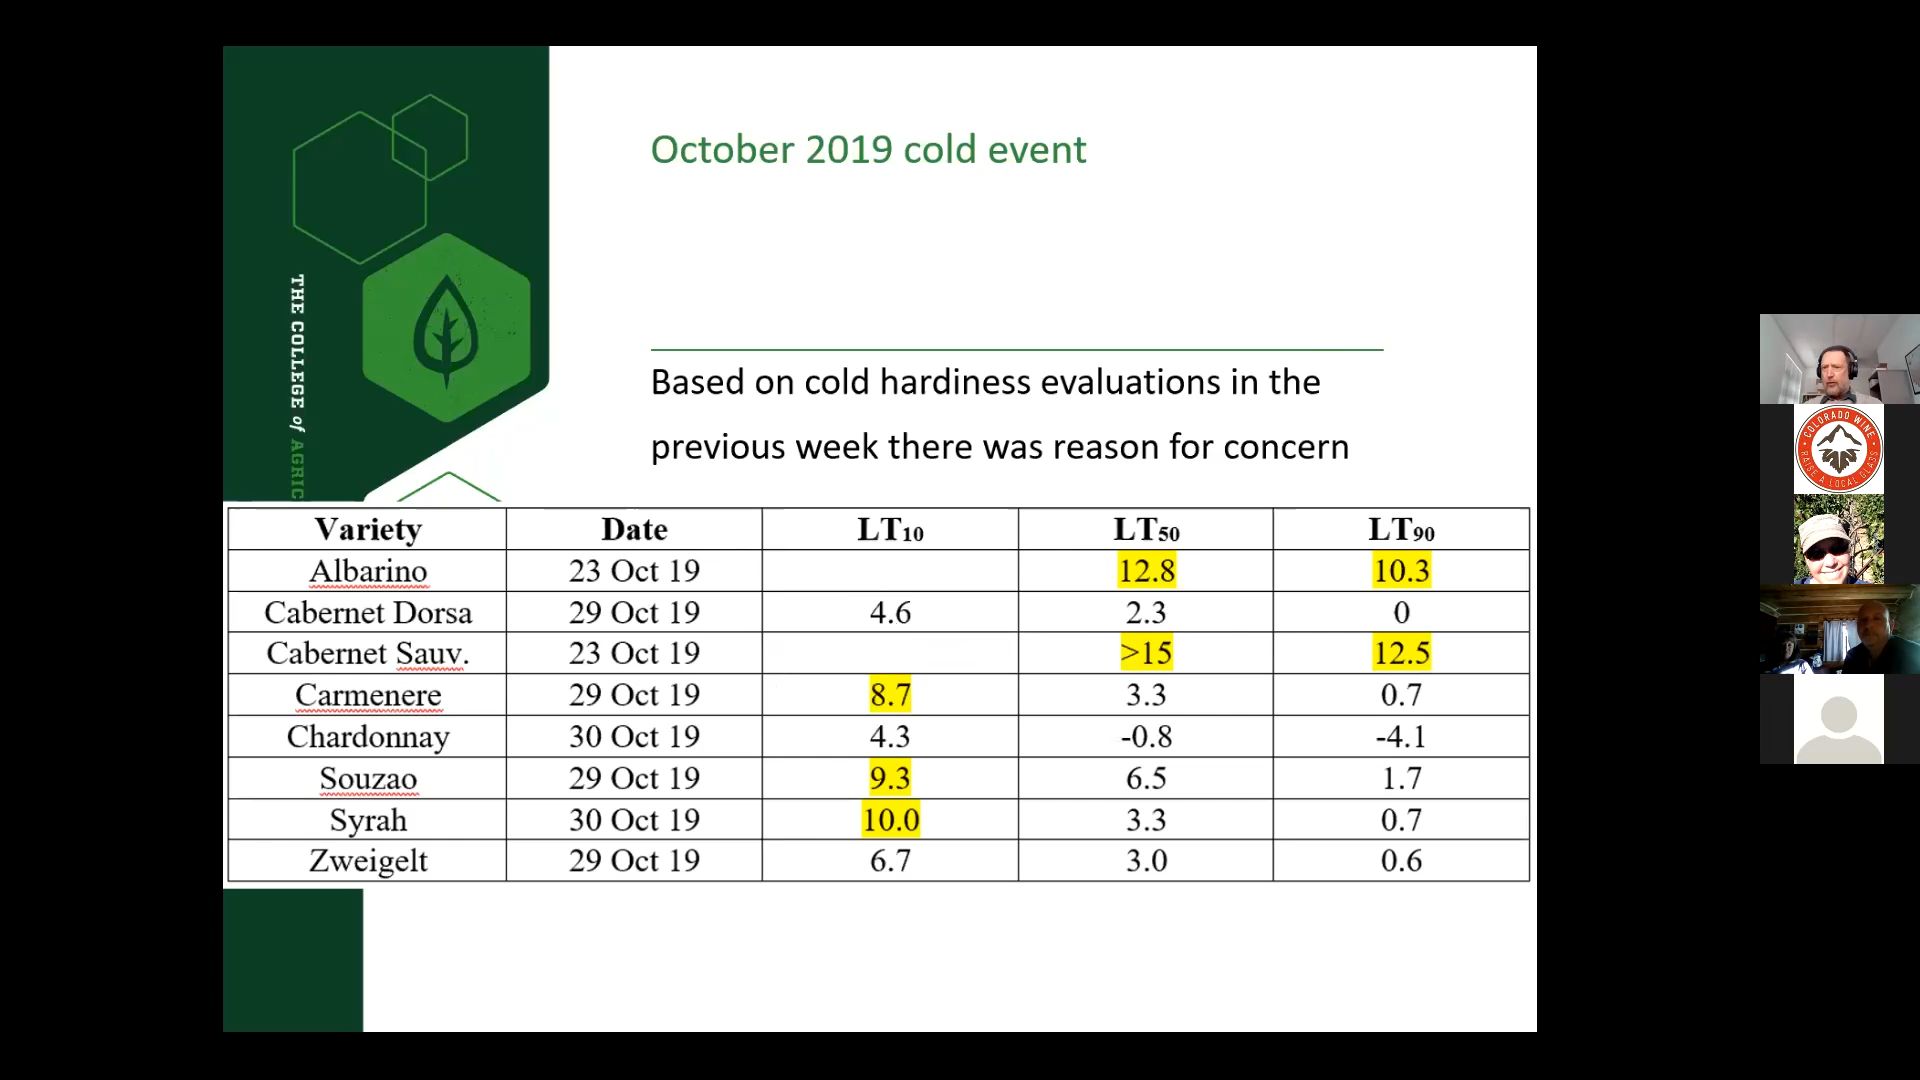 October 2019 cold event
THE COLLEGE of AGRIC
Based on cold hardiness evaluations in the
previous week there was reason for concern
Variety Date LT10 LT50 LT90
Albarino 23 Oct 19 12.8 10.3
Cabernet Dorsa 29 Oct 19 4.6 2.3 0
Cabernet Sauv. 23 Oct 19 >15 12.5
Carmenere 29 Oct 19 8.7 3.3 0.7
Chardonnay 30 Oct 19 4.3 -0.8 -4.1
Souzao 29 Oct 19 9.3 6.5 1.7
Syrah 30 Oct 19 10.0 3.3 0.7
Zweigelt 29 Oct 19 6.7 3.0 0.6
COLORADO WINE
RAISE A LOCAL GLASS